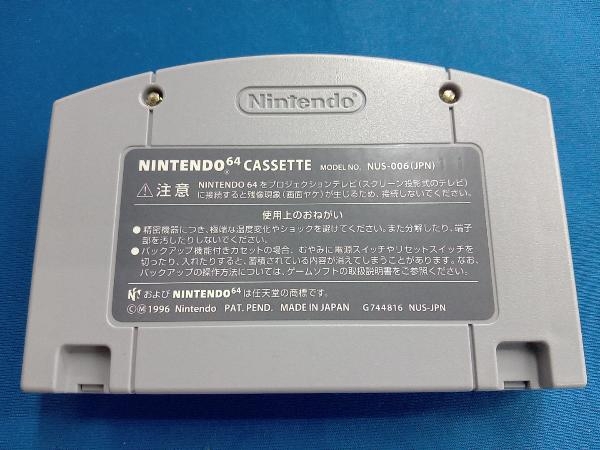 Nintendo
NINTENDO64 CASSETTE MODEL NO. NUS-006(JPN)
⚠注意 NINTENDO 64をプロジェクションテレビ(スクリーン投影式のテレビ)
に接続すると残像現象(画面ヤケ)が生じるため、接続しないでください。
使用上のおねがい
●精密機器につき、極端な温度変化やショックを避けてください。また分解したり、端子
部を汚したりしないでください。
●バックアップ機能付きカセットの場合、むやみに電源スイッチやリセットスイッチを
切ったり、入れたりすると、蓄積されている内容が消えてしまうことがあります。なお、
バックアップの操作方法については、ゲームソフトの取扱説明書をご参照ください。
および NINTENDO64 は任天堂の商標です。
©Ⓜ1996 Nintendo PAT. PEND. MADE IN JAPAN G744816 NUS-JPN